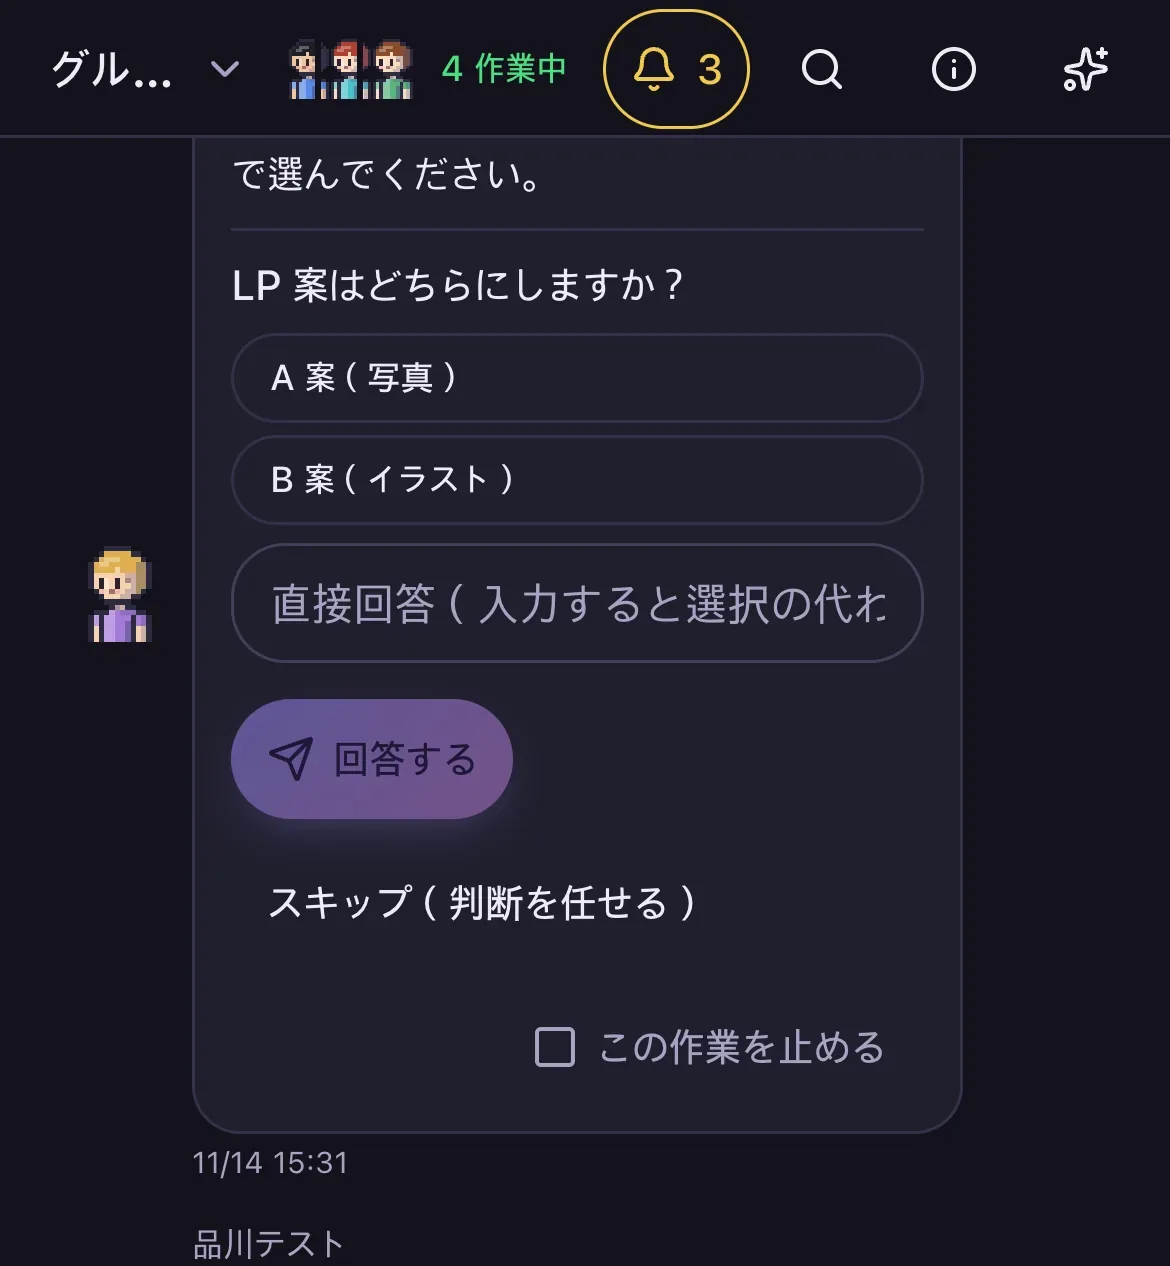 グル... 4 作業中 3
で選んでください。
LP 案はどちらにしますか？
A 案（写真）
B 案（イラスト）
直接回答（入力すると選択の代わ
回答する
スキップ（判断を任せる）
この作業を止める
11/14 15:31
品川テスト